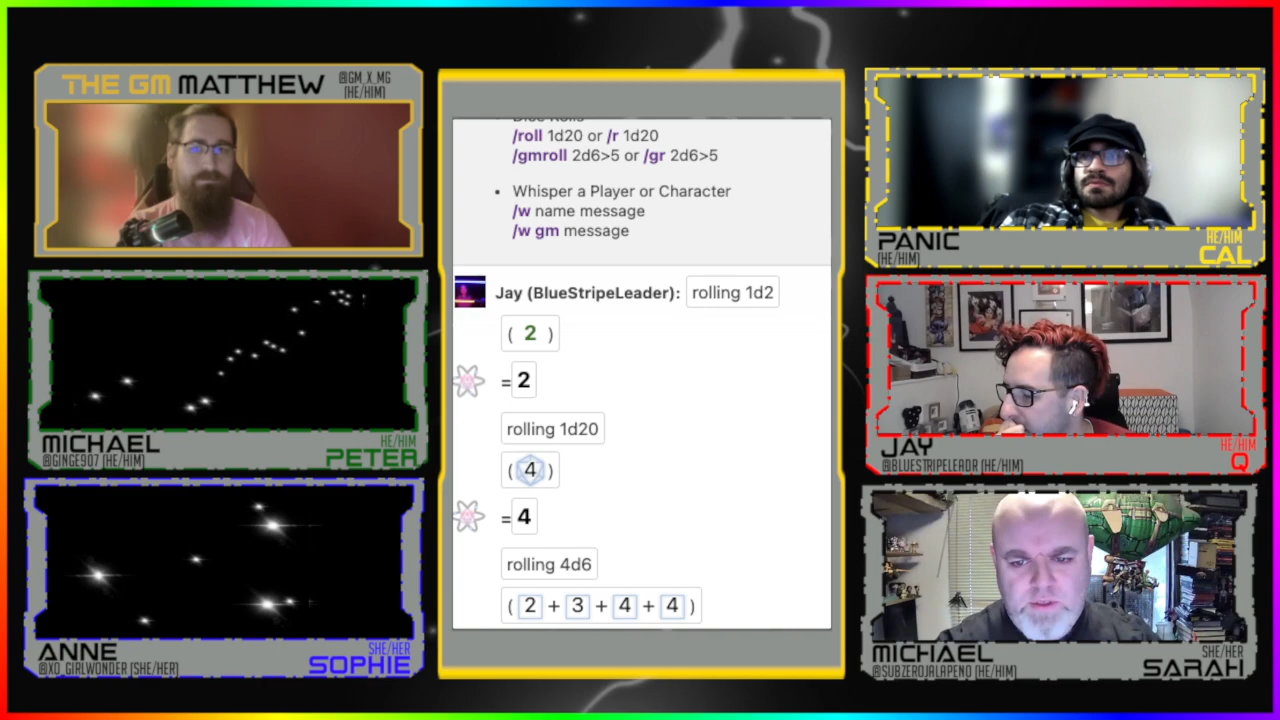 THE GM MATTHEW
@GM_X_MG
(HE/HIM)
MICHAEL
@GINGE907 (HE/HIM)
HE/HIM
PETER
ANNE
@XO_GIRLWONDER (SHE/HER)
SHE/HER
SOPHIE
/roll 1d20 or /r 1d20
/gmroll 2d6>5 or /gr 2d6>5
• Whisper a Player or Character
/w name message
/w gm message
Jay (BlueStripeLeader): rolling 1d2
( 2 )
=2
rolling 1d20
(4)
=4
rolling 4d6
(2+3+4+4)
PANIC
(HE/HIM)
HE/HIM
CAL
JAY
@BLUESTRIPELEADR (HE/HIM)
HE/HIM
Q
MICHAEL
@SUBZEROJALAPENO (HE/HIM)
SHE/HER
SARAH